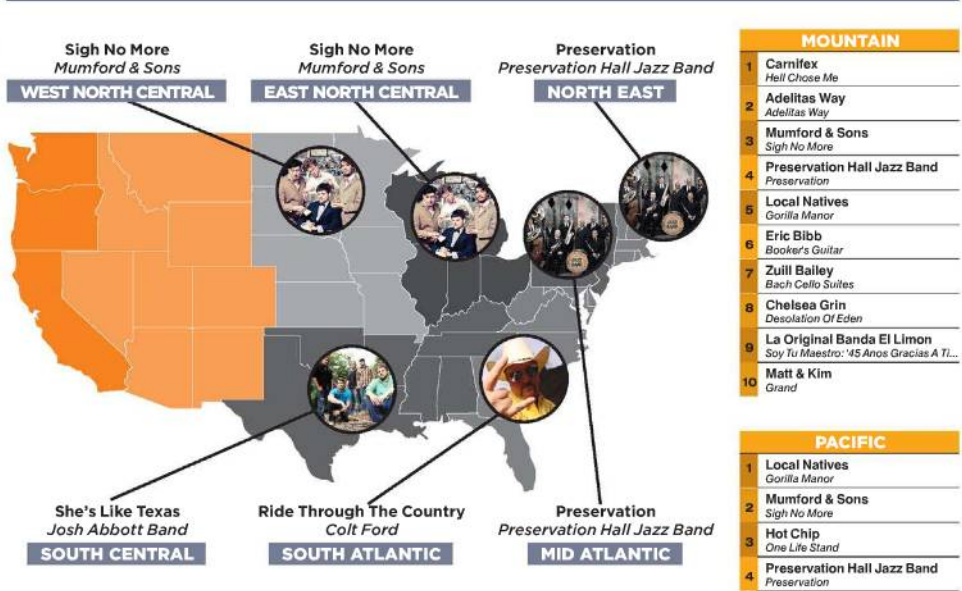 Sigh No More
Mumford & Sons
WEST NORTH CENTRAL
Sigh No More
Mumford & Sons
EAST NORTH CENTRAL
Preservation
Preservation Hall Jazz Band
NORTH EAST
She's Like Texas
Josh Abbott Band
SOUTH CENTRAL
Ride Through The Country
Colt Ford
SOUTH ATLANTIC
Preservation
Preservation Hall Jazz Band
MID ATLANTIC
MOUNTAIN
1 Carnifex
Hell Chose Me
2 Adelitas Way
Adelitas Way
3 Mumford & Sons
Sigh No More
4 Preservation Hall Jazz Band
Preservation
5 Local Natives
Gorilla Manor
6 Eric Bibb
Booker's Guitar
7 Zuill Bailey
Bach Cello Suites
8 Chelsea Grin
Desolation Of Eden
9 La Original Banda El Limon
Soy Tu Maestro: '45 Anos Gracias A Ti...
10 Matt & Kim
Grand
PACIFIC
1 Local Natives
Gorilla Manor
2 Mumford & Sons
Sigh No More
3 Hot Chip
One Life Stand
4 Preservation Hall Jazz Band
Preservation